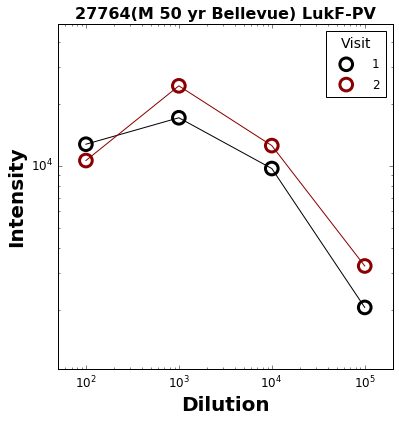 27764(M 50 yr Bellevue) LukF-PV
Visit
1
2
Intensity
10^4
10^2 10^3 10^4 10^5
Dilution